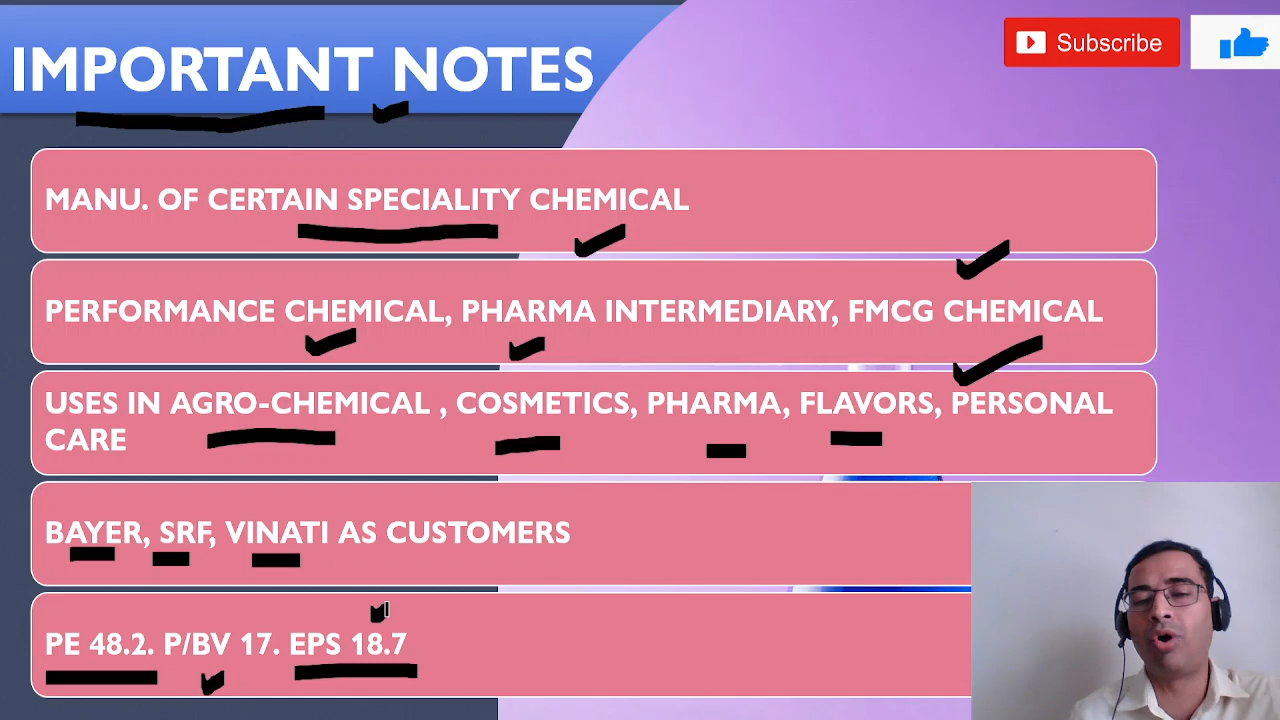 IMPORTANT NOTES
Subscribe
MANU. OF CERTAIN SPECIALITY CHEMICAL
PERFORMANCE CHEMICAL, PHARMA INTERMEDIARY, FMCG CHEMICAL
USES IN AGRO-CHEMICAL , COSMETICS, PHARMA, FLAVORS, PERSONAL
CARE
BAYER, SRF, VINATI AS CUSTOMERS
PE 48.2. P/BV 17. EPS 18.7